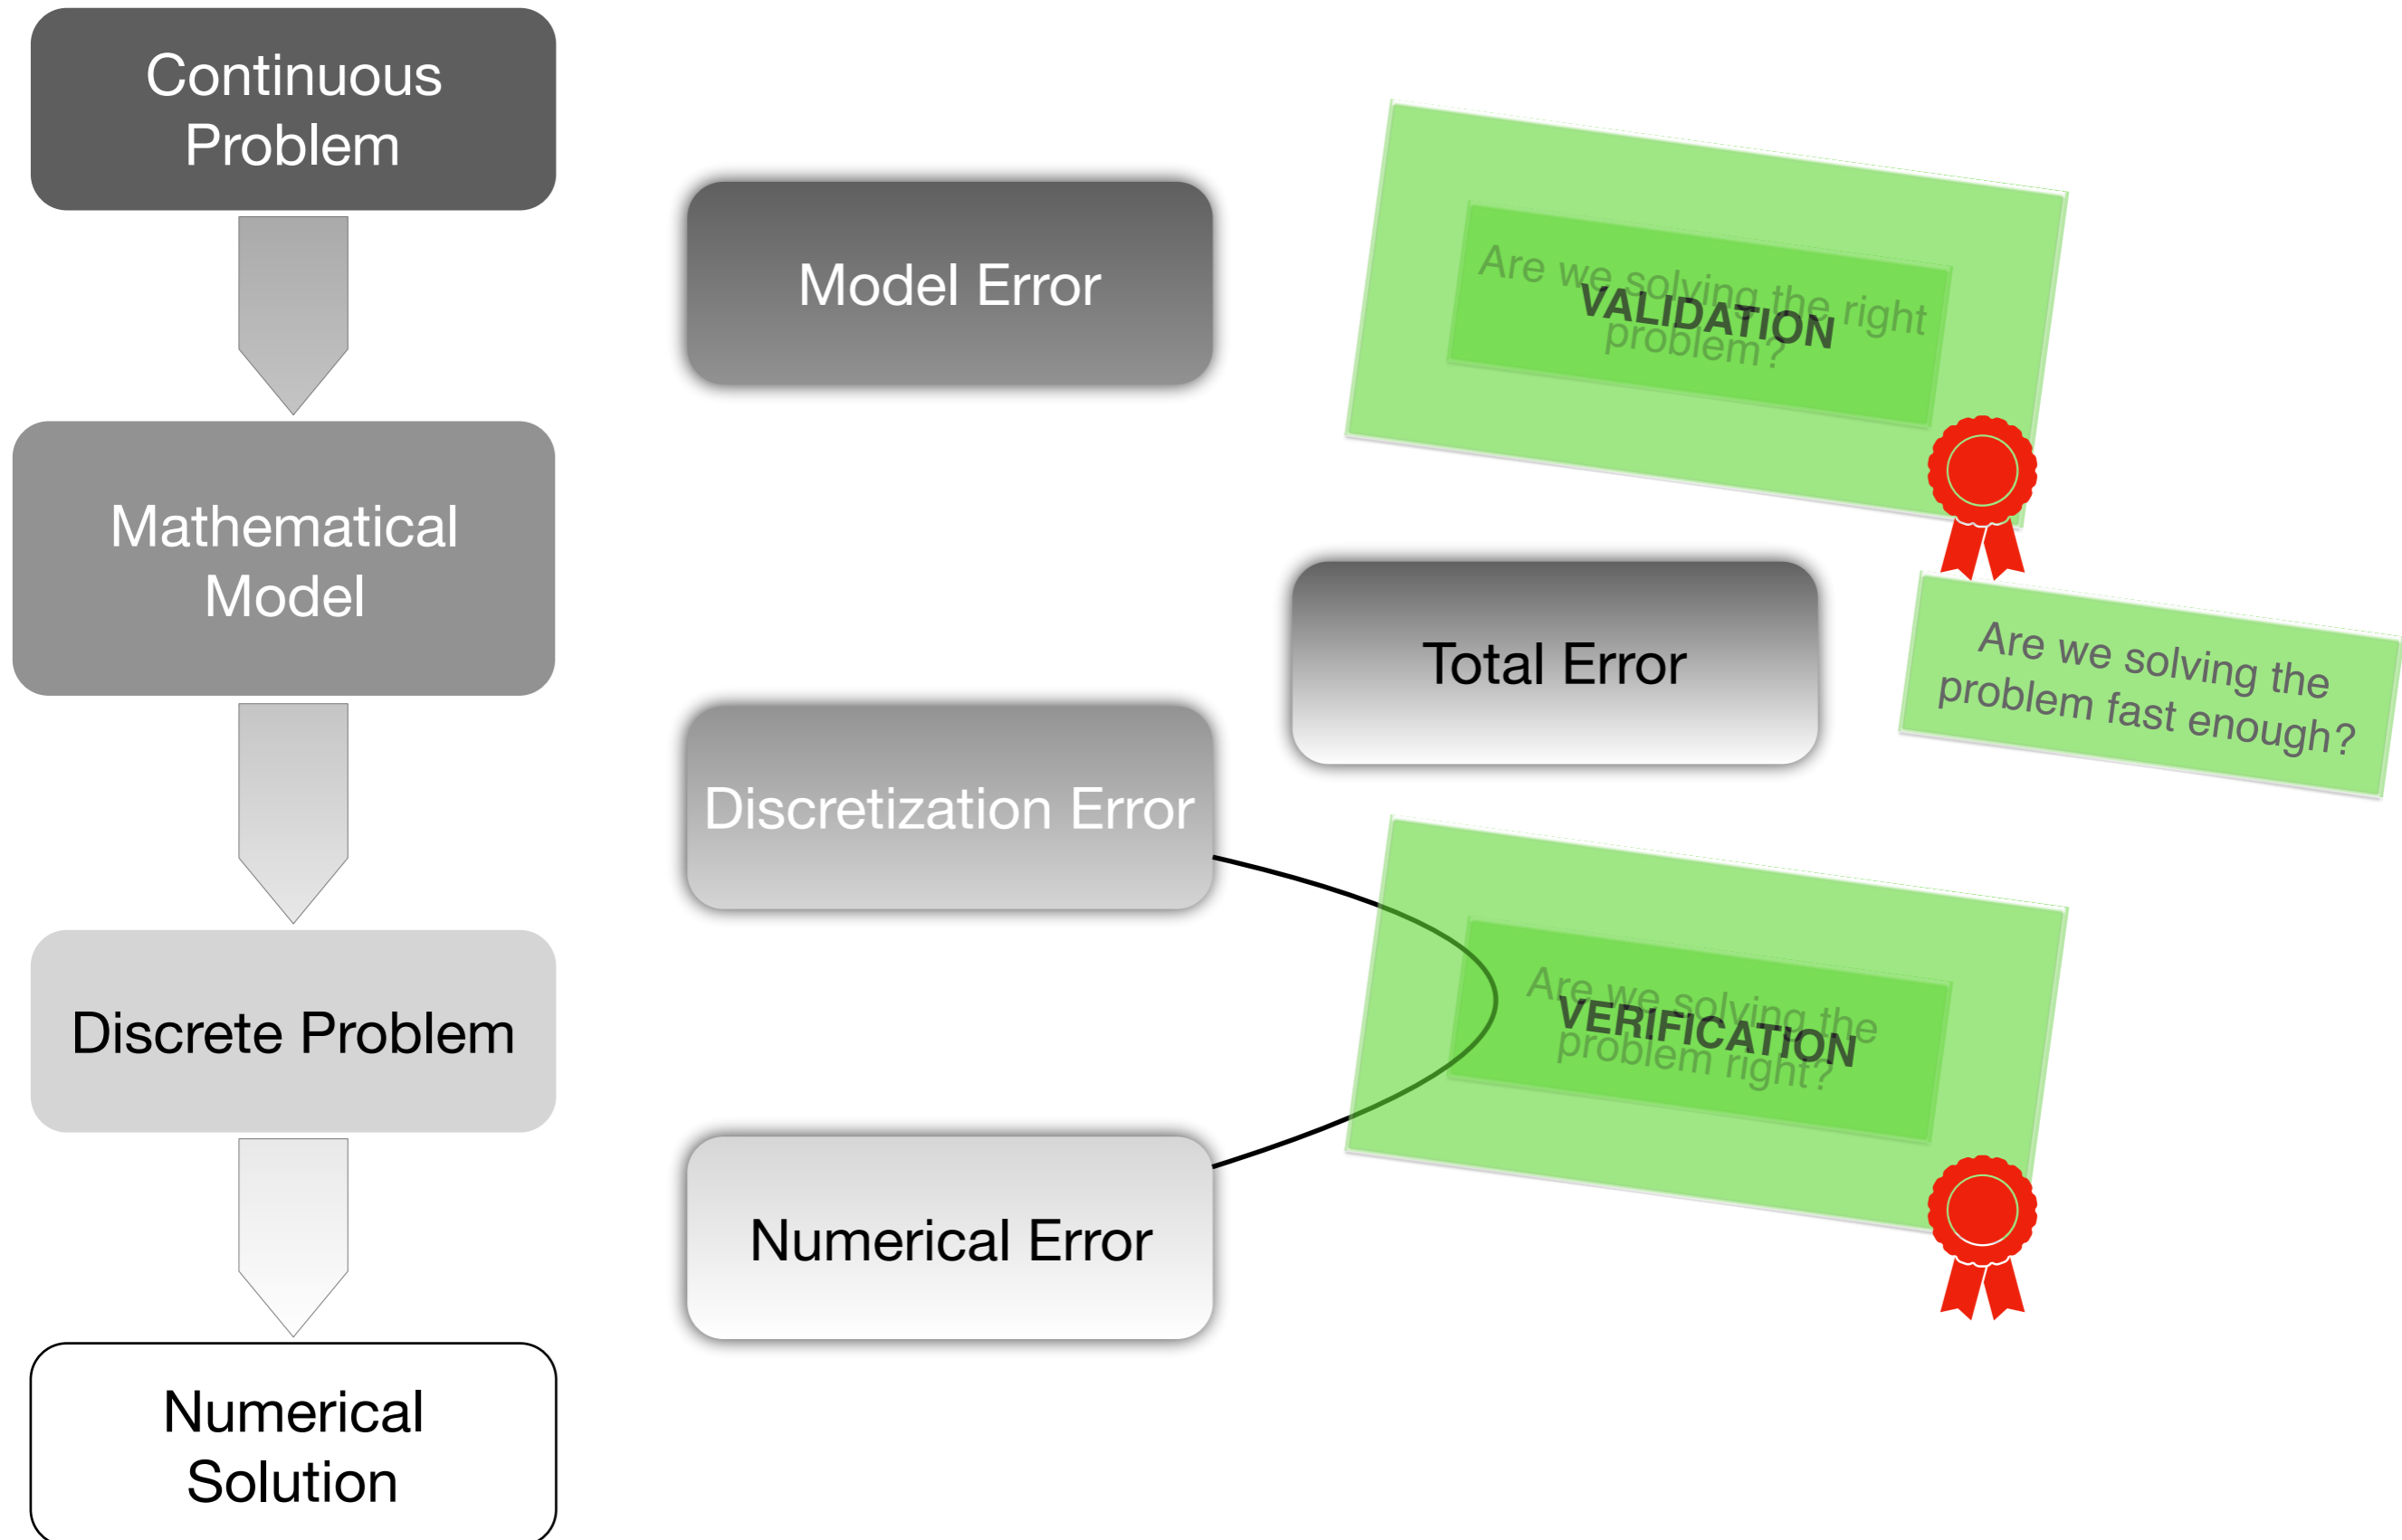 Continuous
Problem
Model Error
Are we solving the right
problem?
VALIDATION
Mathematical
Model
Total Error
Are we solving the
problem fast enough?
Discretization Error
Discrete Problem
Are we solving the
problem right?
VERIFICATION
Numerical Error
Numerical
Solution